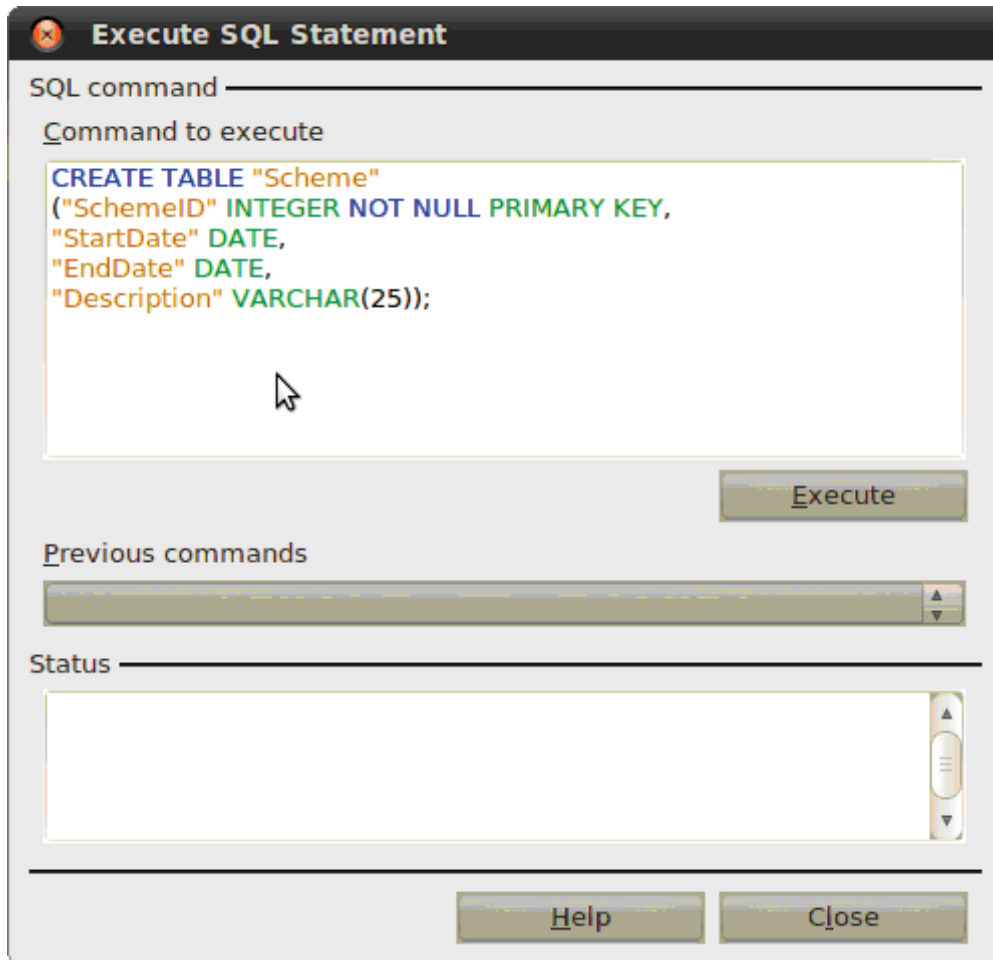 Execute SQL Statement
SQL command
Command to execute
CREATE TABLE "Scheme"
("SchemeID" INTEGER NOT NULL PRIMARY KEY,
"StartDate" DATE,
"EndDate" DATE,
"Description" VARCHAR(25));
Execute
Previous commands
Status
Help
Close